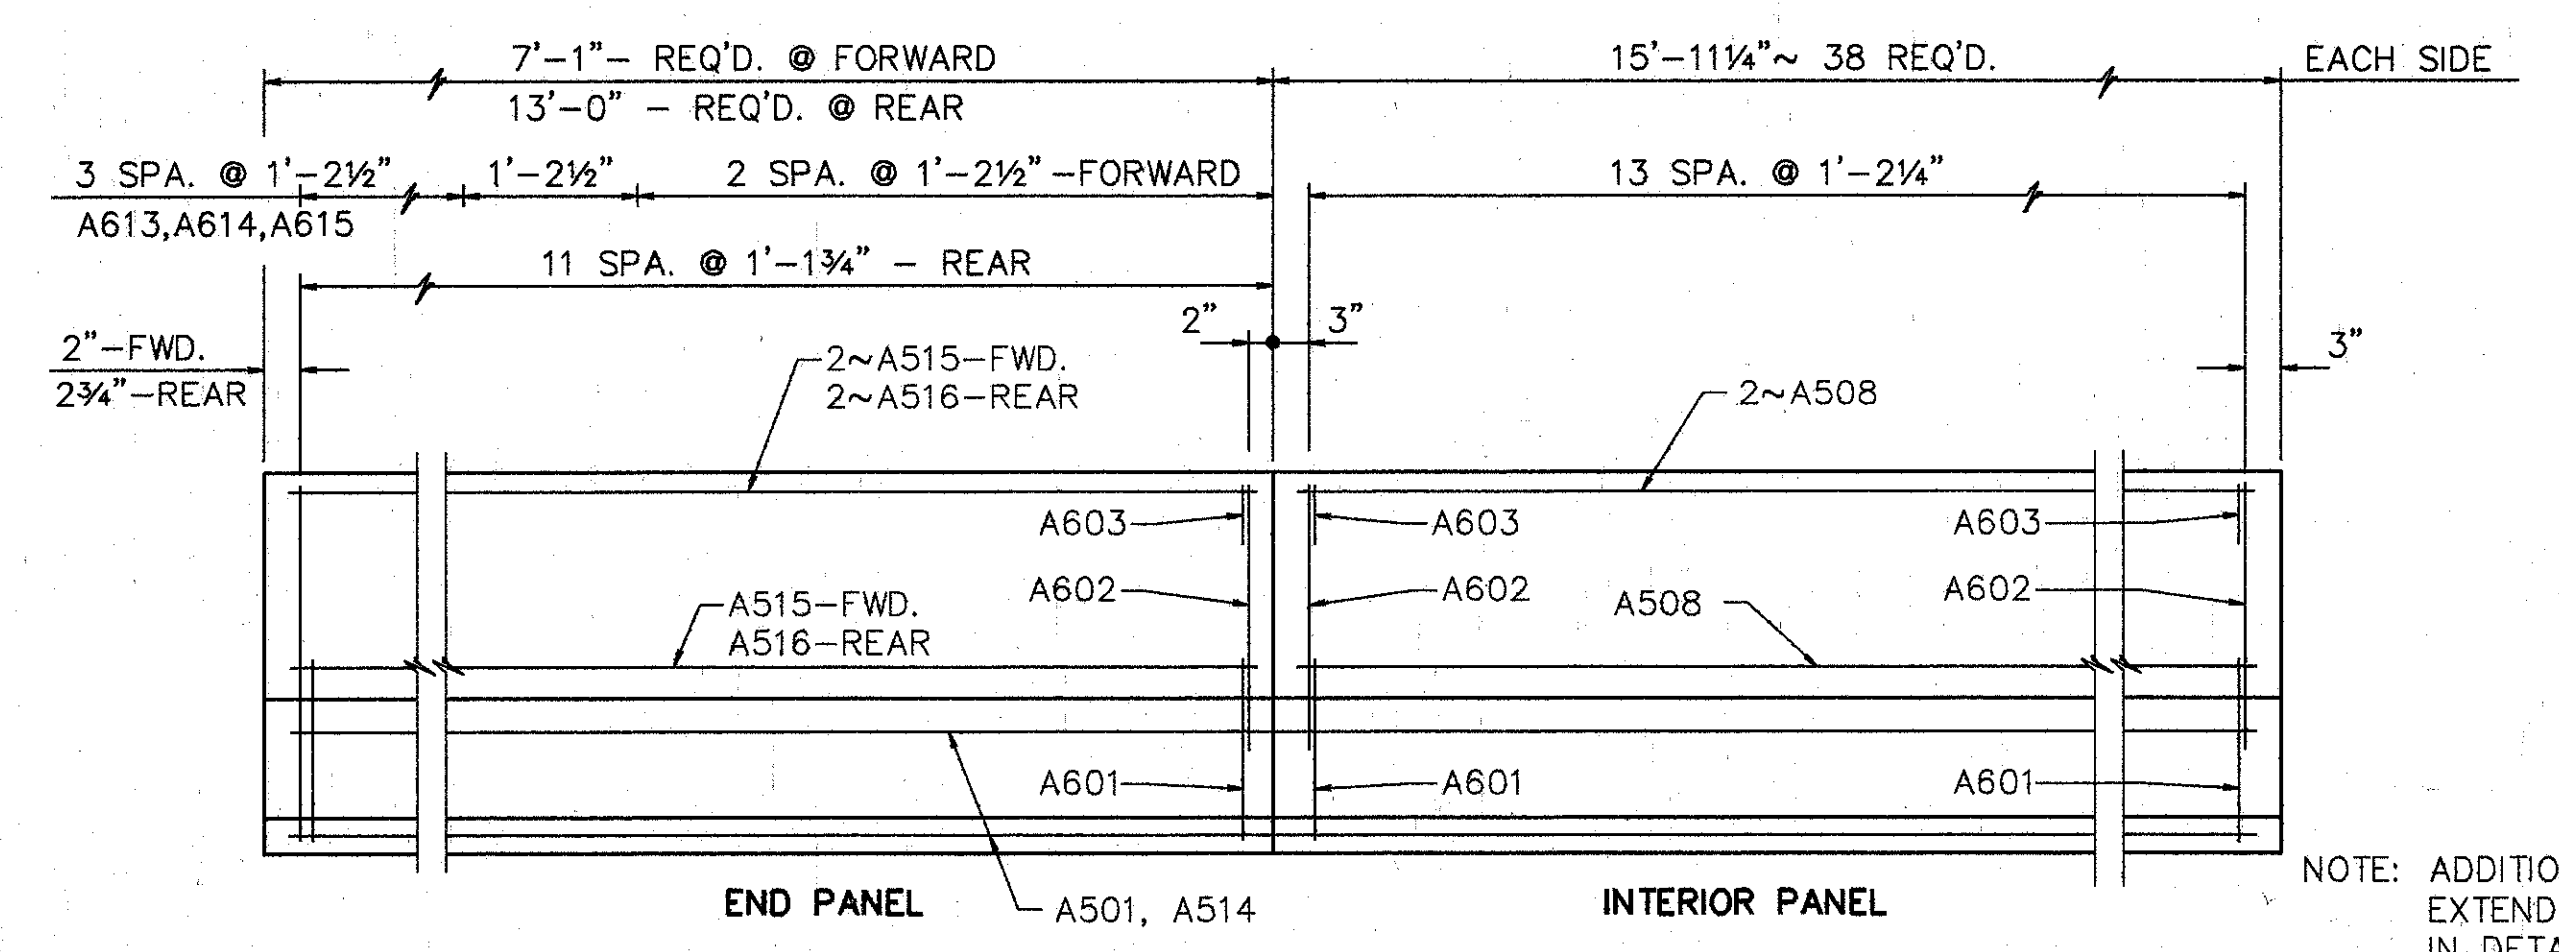 7'-1"- REQ'D. @ FORWARD
13'-0" - REQ'D. @ REAR
15'-11¼"~ 38 REQ'D.
EACH SIDE
3 SPA. @ 1'-2½"
A613,A614,A615
1'-2½"
2 SPA. @ 1'-2½"-FORWARD
13 SPA. @ 1'-2¼"
11 SPA. @ 1'-1¾" - REAR
2"
3"
2"-FWD.
2¾"-REAR
3"
2~A515-FWD.
2~A516-REAR
2~A508
A603
A603
A603
A602
A602
A602
A515-FWD.
A516-REAR
A508
A601
A601
A601
END PANEL
A501, A514
INTERIOR PANEL
NOTE: ADDITIO
EXTEND
IN DETA